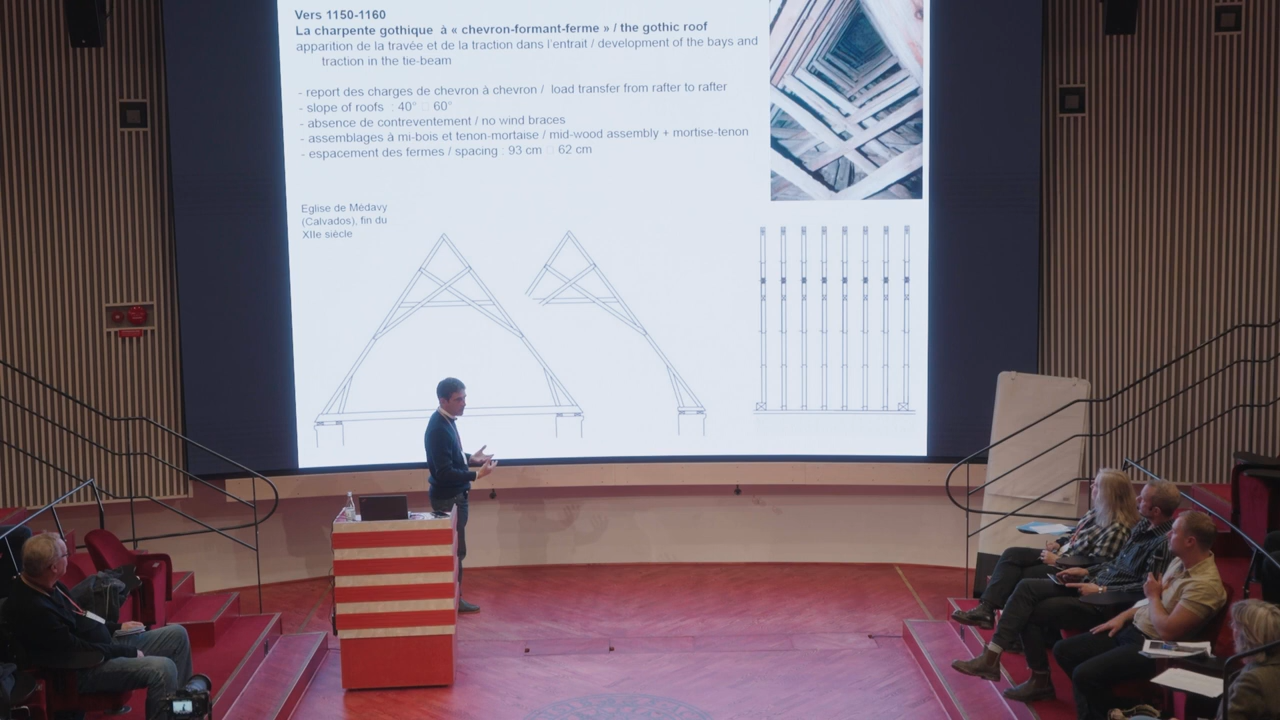 Vers 1150-1160
La charpente gothique à « chevron-formant-ferme » / the gothic roof
apparition de la travée et de la traction dans l'entrait / development of the bays and
traction in the tie-beam
- report des charges de chevron à chevron / load transfer from rafter to rafter
- slope of roofs : 40° □ 60°
- absence de contreventement / no wind braces
- assemblages à mi-bois et tenon-mortaise / mid-wood assembly + mortise-tenon
- espacement des fermes / spacing : 93 cm □ 62 cm
Eglise de Médavy
(Calvados), fin du
XIIe siècle